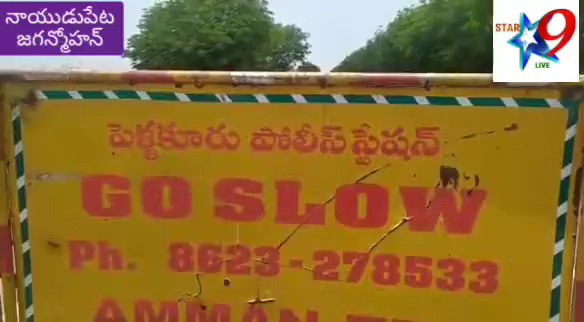 నాయుడుపేట
జగన్మోహన్
STAR 9
LIVE
పెళ్ళకూరు పోలీస్ స్టేషన్
GO SLOW
Ph. 8623-278533
AMMAN